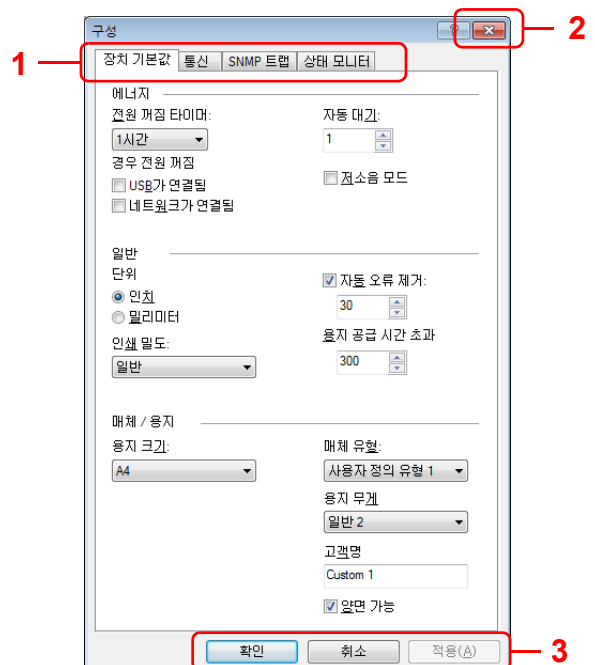 구성
? 2
1
장치 기본값 통신 SNMP 트랩 상태 모니터
에너지
전원 꺼짐 타이머: 자동 대기:
1시간 1
경우 전원 꺼짐
USB가 연결됨 저소음 모드
네트워크가 연결됨
일반
단위 자동 오류 제거:
인치 30
밀리미터 용지 공급 시간 초과
인쇄 밀도: 300
일반
매체 / 용지
용지 크기: 매체 유형:
A4 사용자 정의 유형 1
용지 무게
일반 2
고객명
Custom 1
양면 가능
확인 취소 적용(A) 3